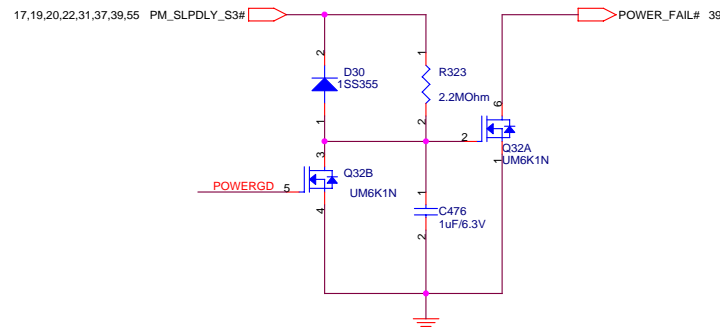 17,19,20,22,31,37,39,55 PM_SLPDLY_S3#
POWER_FAIL# 39
2
D30
1SS355
1
1
R323
2.2MOhm
2
6
2
Q32A
UM6K1N
1
3
Q32B
POWERGD 5
UM6K1N
4
1
C476
1uF/6.3V
2